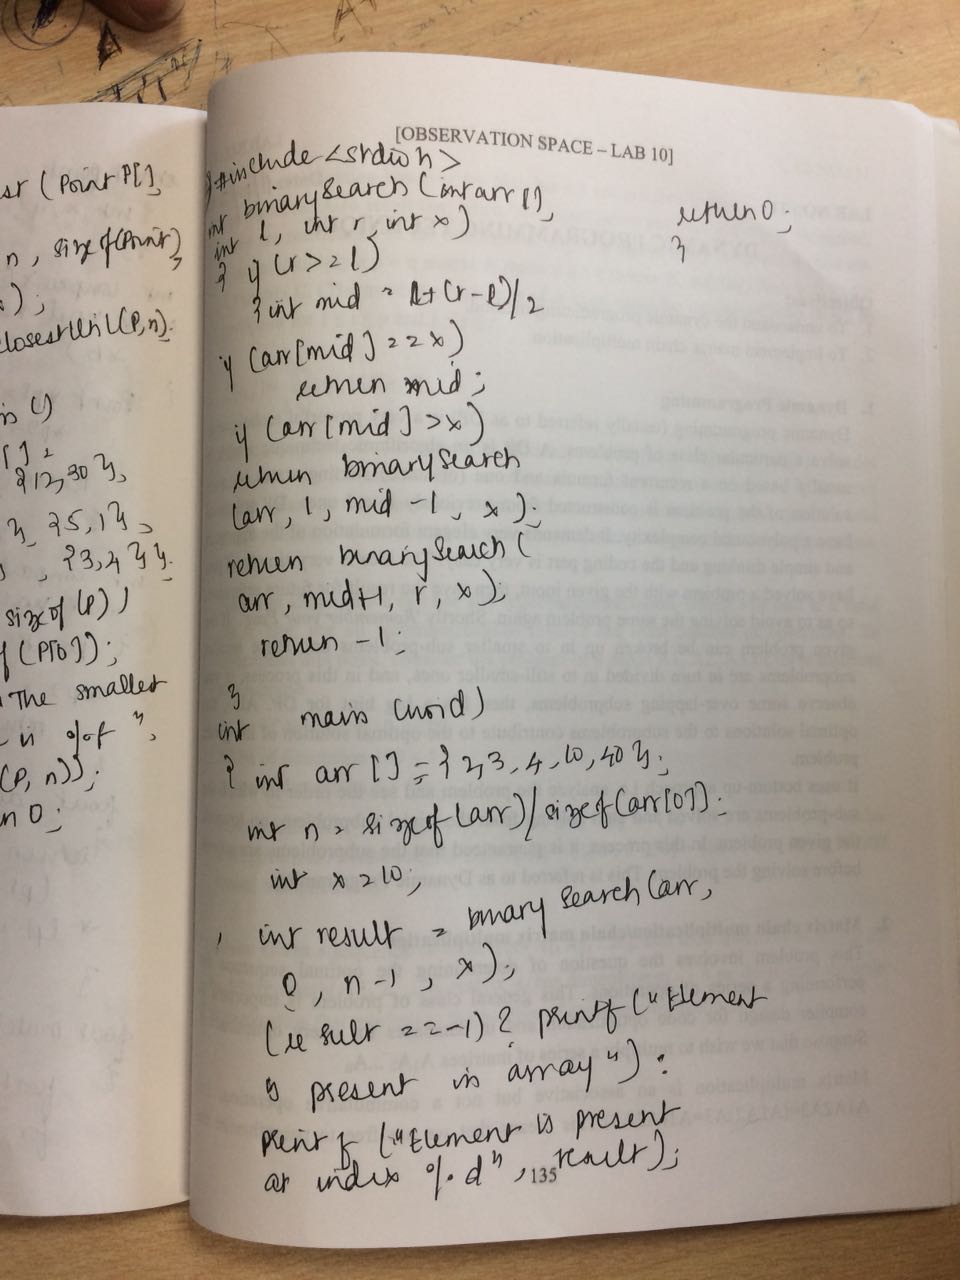 st (Point P[],
n, sizeof(Point)
);
closestUtil(P,n).
()
[] =
{12,30},
}, {5,1},
, {3,4}}.
sizeof (P) /
f (P[0]);
The smallest
is %f ",
(P, n));
n 0;
[OBSERVATION SPACE – LAB 10]
#include <stdio h>
int binarySearch (int arr [],
int l, int r, int x)
{ if (r >= l)
{ int mid = l+(r-l)/2
if (arr[mid] == x)
return mid;
if (arr[mid] > x)
return binarySearch
(arr, l, mid -1, x);
return binarySearch (
arr, mid+1, r, x);
return -1;
}
int main (void)
{ int arr [] = { 2,3,4,10,40 };
int n = sizeof(arr)/sizeof(arr[0]);
int x = 10;
int result = binary Search (arr,
0, n-1, x);
(result == -1) ? printf ("Element
is present in array") :
printf ("Element is present
at index %d", result);
return 0;
}
135